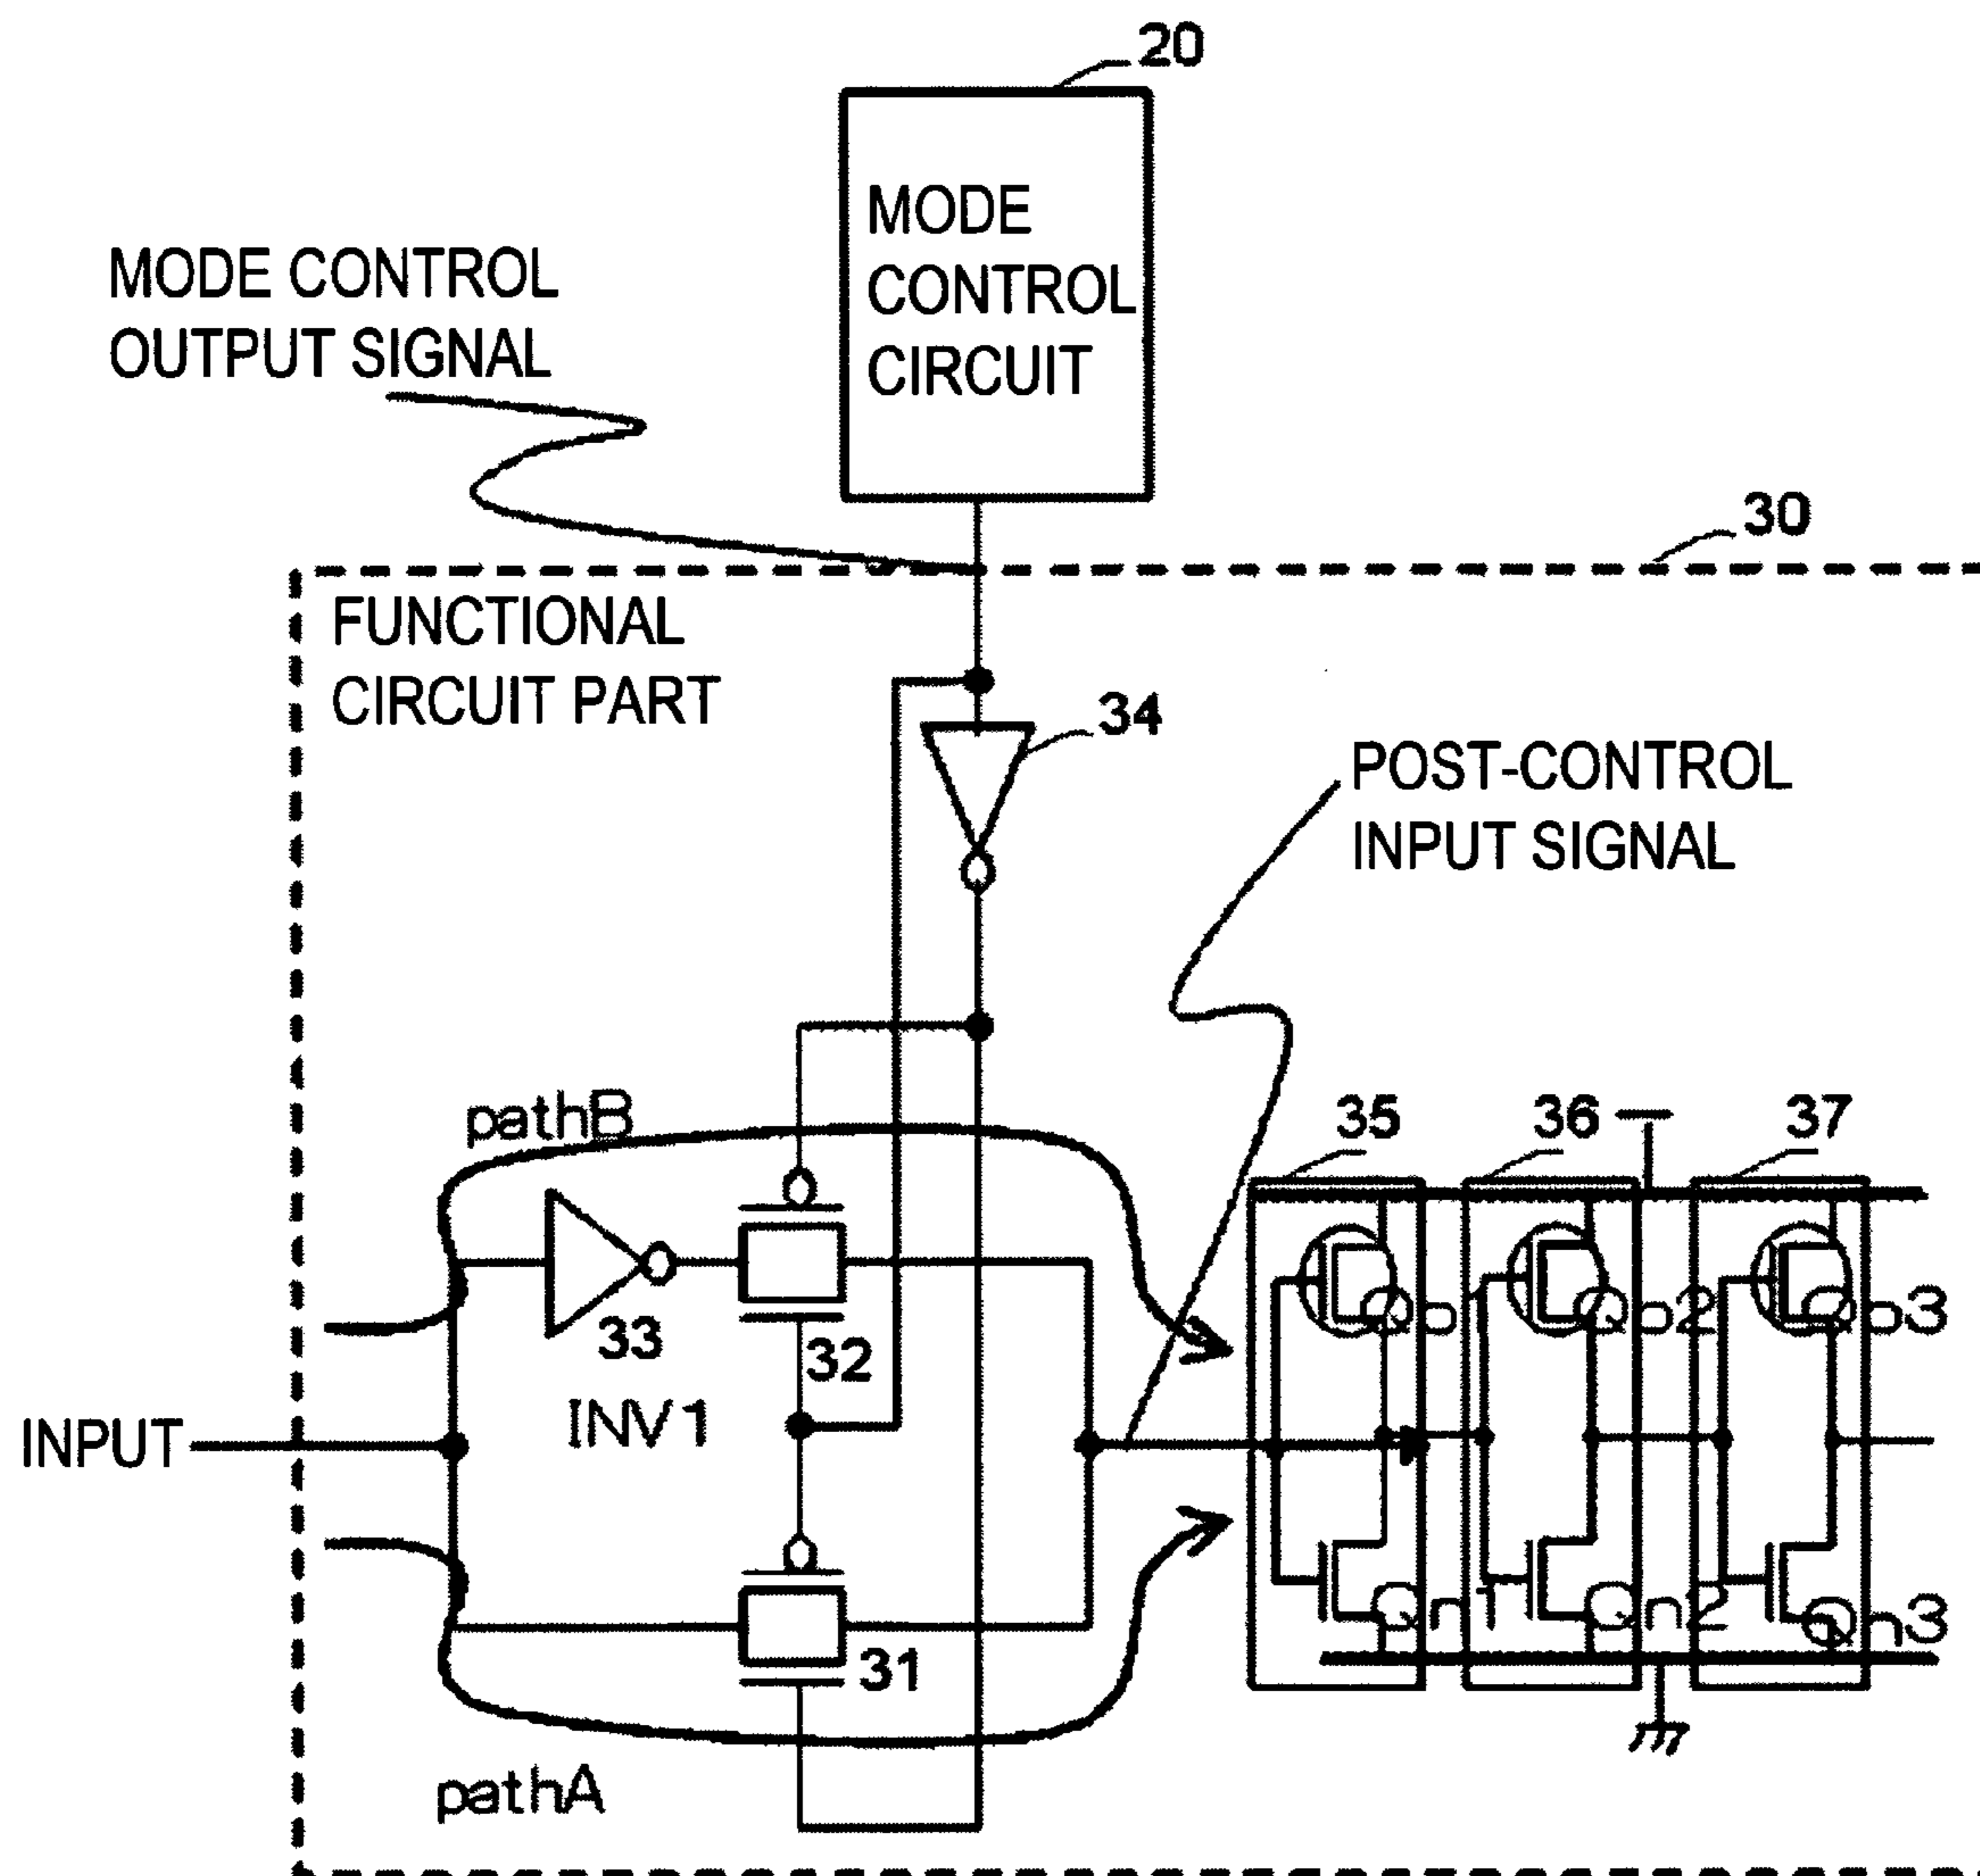 20
MODE
CONTROL
CIRCUIT
MODE CONTROL
OUTPUT SIGNAL
30
FUNCTIONAL
CIRCUIT PART
34
POST-CONTROL
INPUT SIGNAL
pathB
35
36
37
33
32
INV1
Qp1
Qp2
Qp3
INPUT
31
Qn1
Qn2
Qn3
pathA